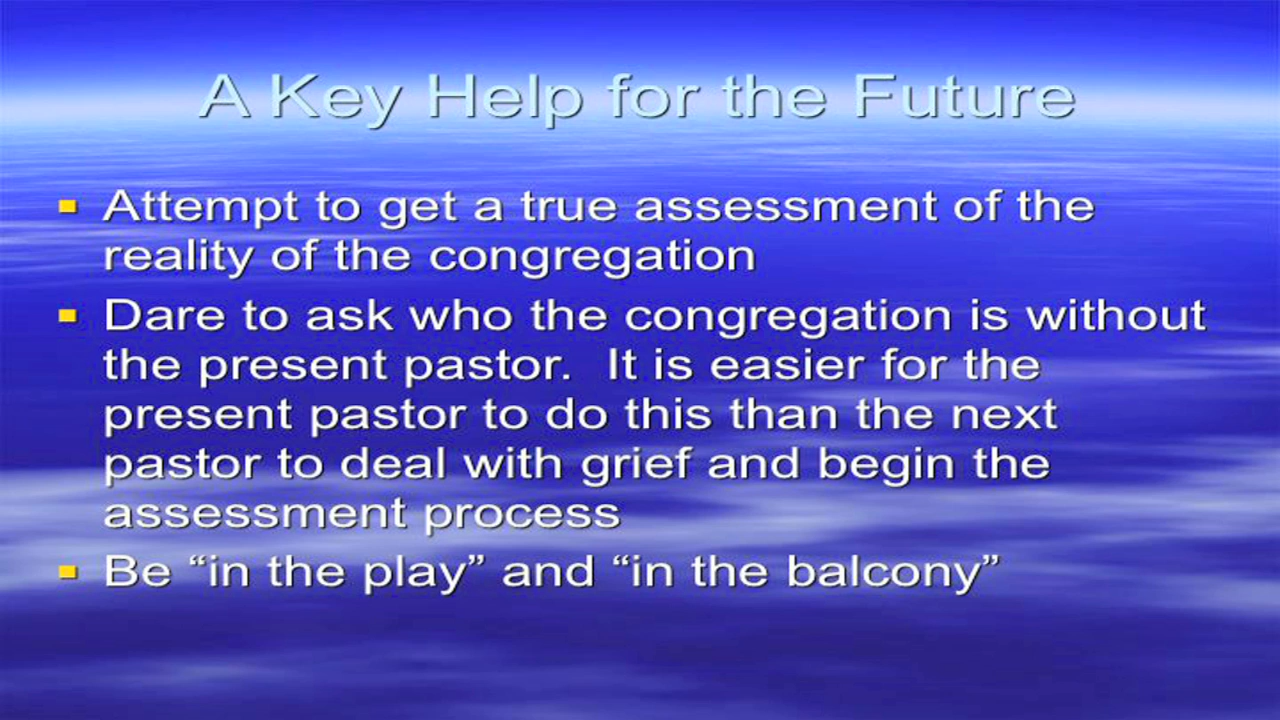 A Key Help for the Future
Attempt to get a true assessment of the
reality of the congregation
Dare to ask who the congregation is without
the present pastor.  It is easier for the
present pastor to do this than the next
pastor to deal with grief and begin the
assessment process
Be “in the play” and “in the balcony”